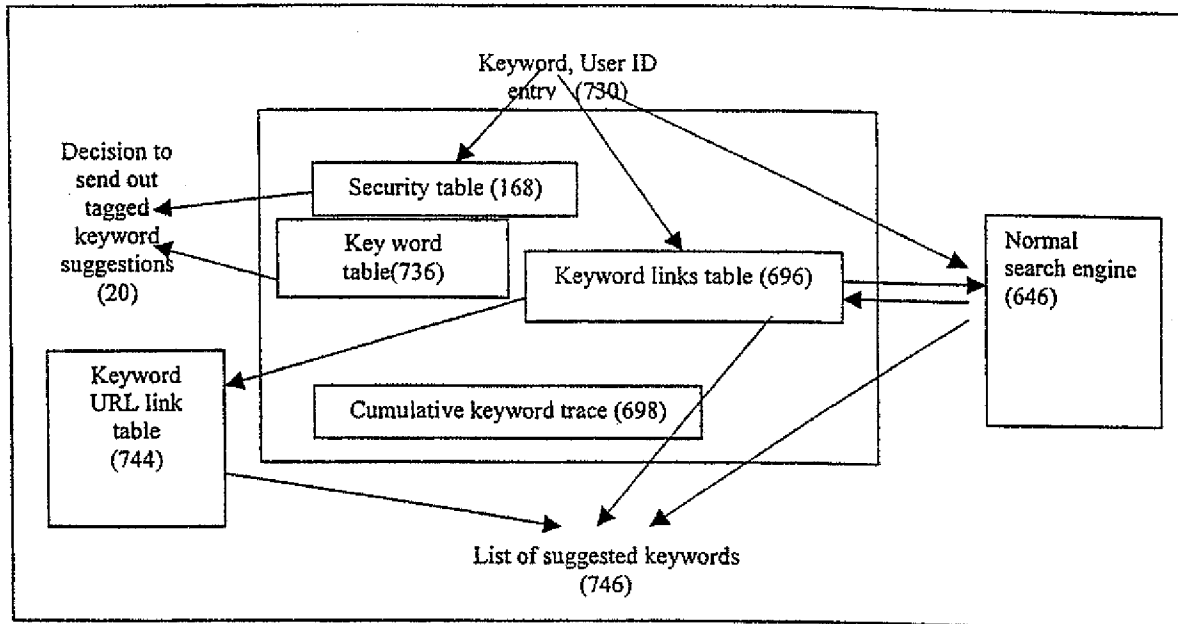 Keyword, User ID
entry (730)
Decision to
send out
tagged
keyword
suggestions
(20)
Security table (168)
Key word
table(736)
Keyword links table (696)
Normal
search engine
(646)
Keyword
URL link
table
(744)
Cumulative keyword trace (698)
List of suggested keywords
(746)